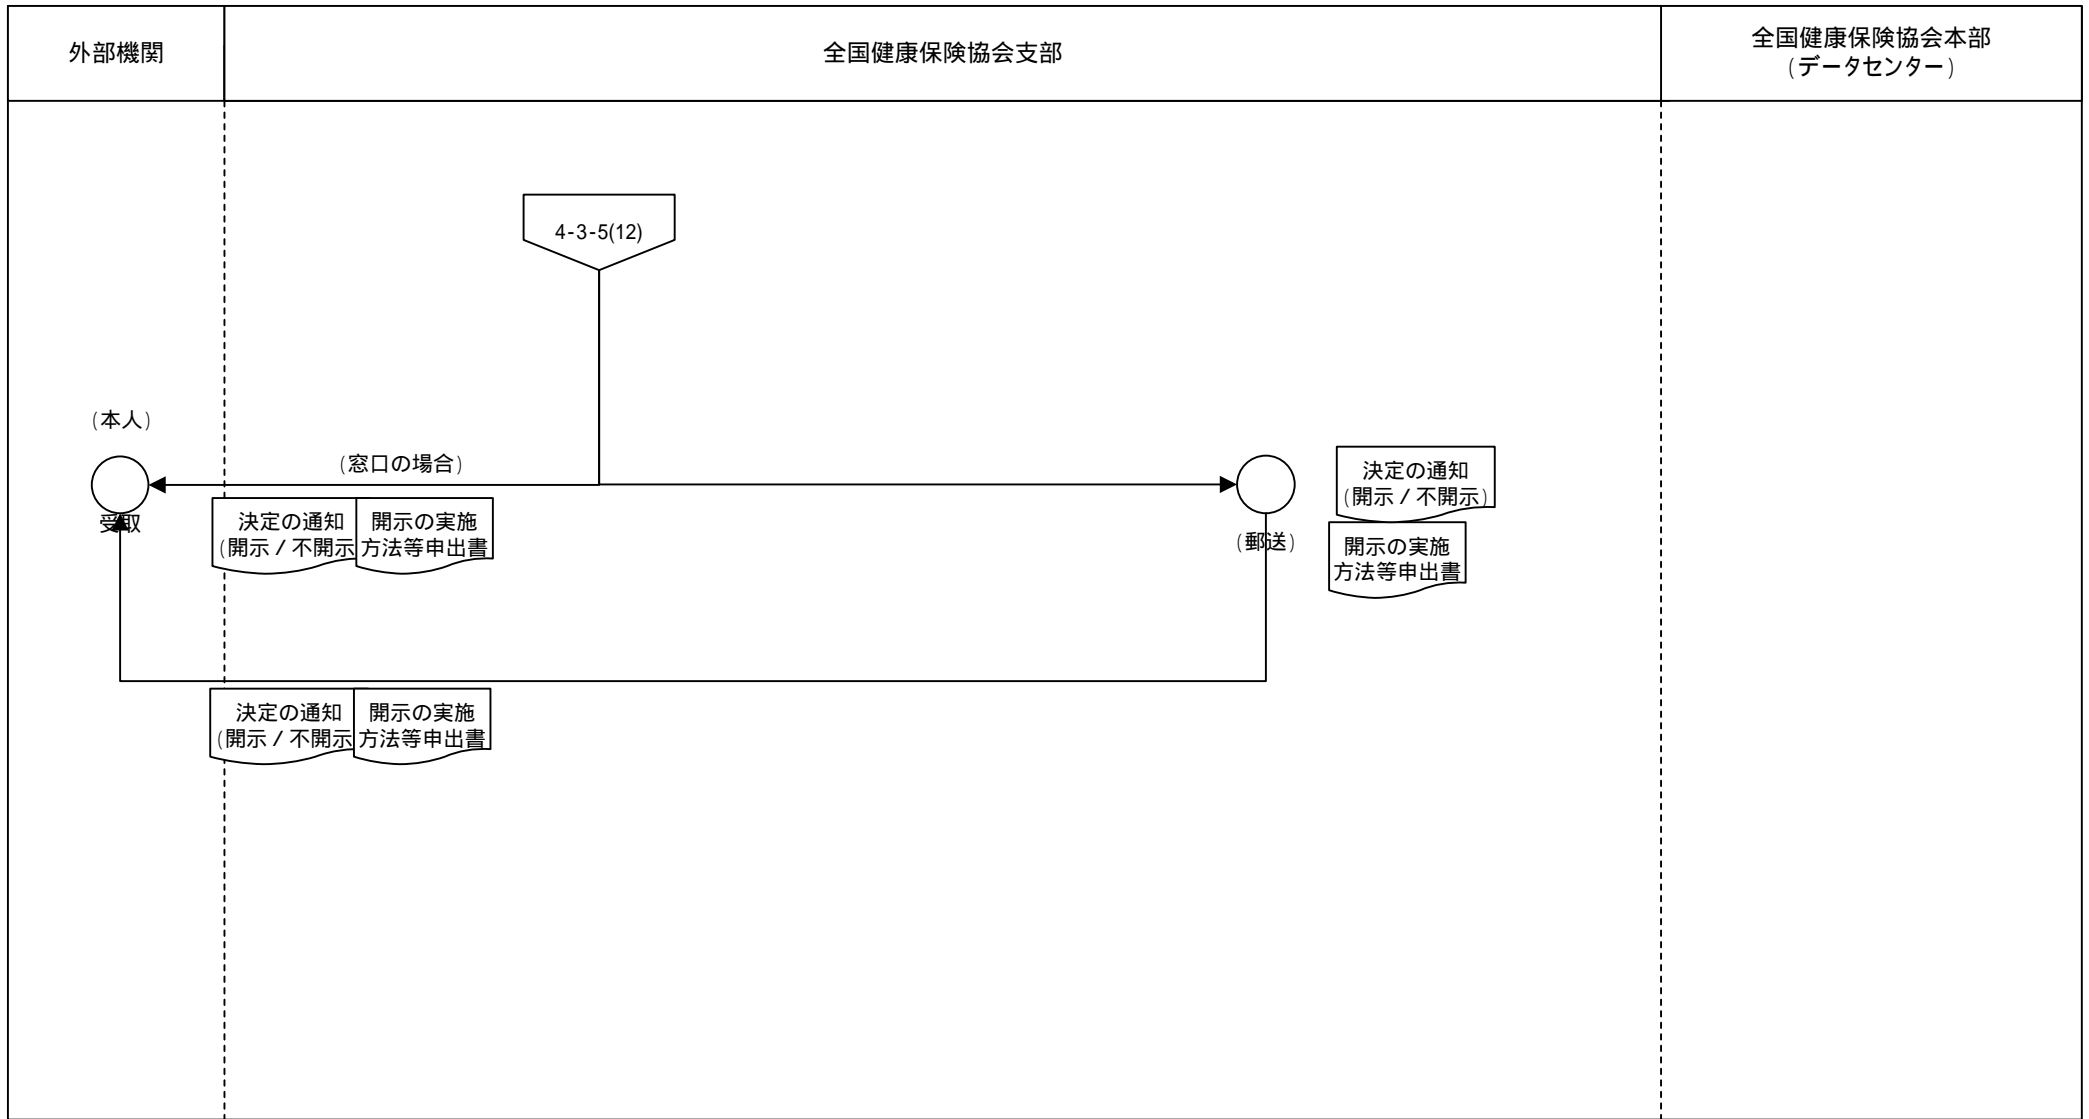 外部機関
全国健康保険協会支部
全国健康保険協会本部
(データセンター)
4-3-5(12)
(本人)
(窓口の場合)
受取
決定の通知
(開示/不開示
開示の実施
方法等申出書
(郵送)
決定の通知
(開示/不開示)
開示の実施
方法等申出書
決定の通知
(開示/不開示
開示の実施
方法等申出書